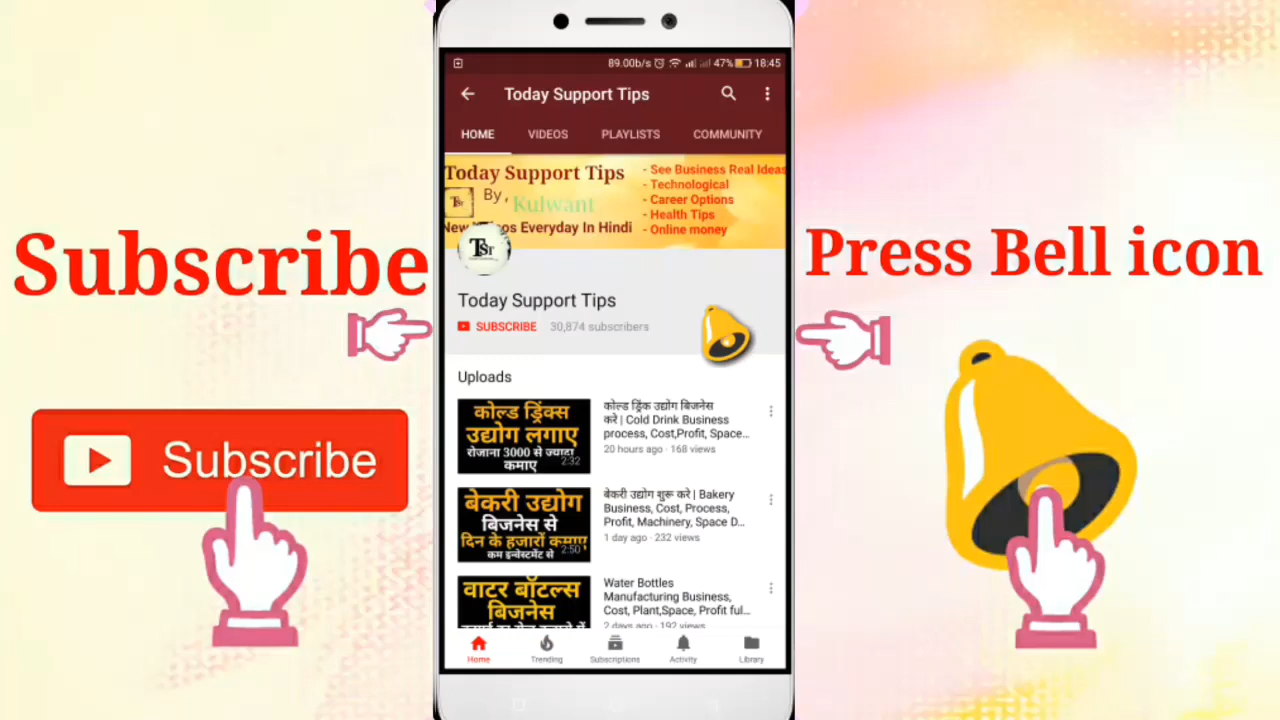 89.00b/s 47% 18:45
Today Support Tips
HOME VIDEOS PLAYLISTS COMMUNITY
Today Support Tips
By, Kulwant
Everyday In Hindi
- See Business Real Ideas
- Technological
- Career Options
- Health Tips
- Online money
TST
Subscribe
Press Bell icon
Today Support Tips
SUBSCRIBE 30,874 subscribers
Subscribe
Uploads
कोल्ड ड्रिंक्स
उद्योग लगाए
रोजाना 3000 से ज्यादा
कमाए
2:32
कोल्ड ड्रिंक उद्योग बिजनेस
करे | Cold Drink Business
process, Cost,Profit, Space...
20 hours ago · 168 views
बेकरी उद्योग
बिजनेस से
दिन के हजारों कमाए
कम इन्वेस्टमेंट से
2:50
बेकरी उद्योग शुरू करे | Bakery
Business, Cost, Process,
Profit, Machinery, Space D...
1 day ago · 232 views
वाटर बॉटल्स
बिजनेस
Water Bottles
Manufacturing Business,
Cost, Plant,Space, Profit ful...
2 days ago · 192 views
Home Trending Subscriptions Activity Library